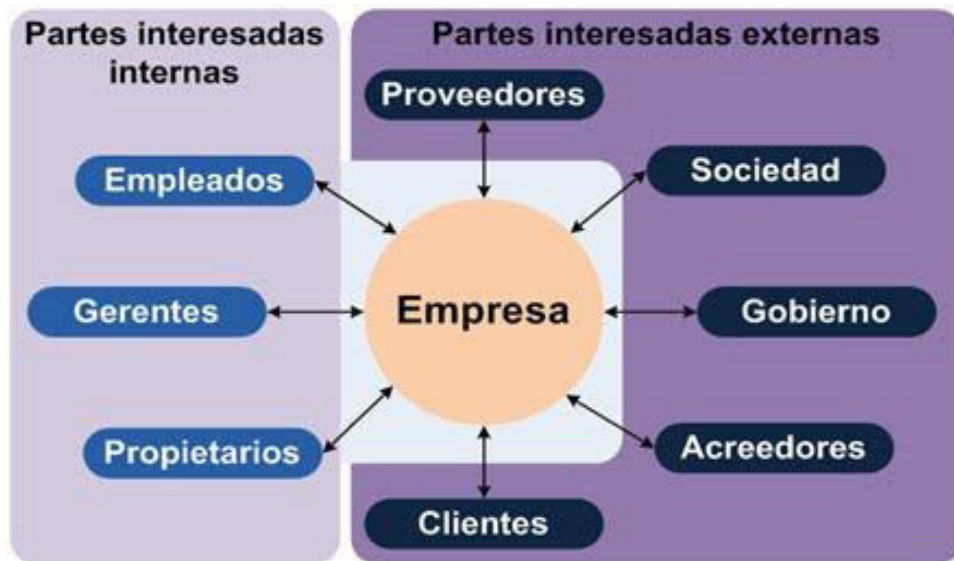 Partes interesadas
internas
Partes interesadas externas
Proveedores
Empleados
Sociedad
Gerentes
Empresa
Gobierno
Propietarios
Acreedores
Clientes